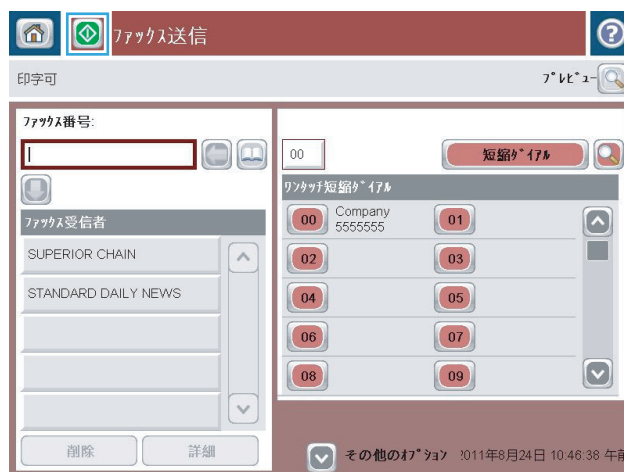 ﾌｧｯｸｽ送信
?
印字可
ﾌﾟﾚﾋﾞｭｰ
ﾌｧｯｸｽ番号:
00
短縮ﾀﾞｲｱﾙ
ﾜﾝﾀｯﾁ短縮ﾀﾞｲｱﾙ
ﾌｧｯｸｽ受信者
SUPERIOR CHAIN
STANDARD DAILY NEWS
00 Company 01
5555555
02 03
04 05
06 07
08 09
削除 詳細
その他のｵﾌﾟｼｮﾝ 2011年8月24日 10:46:38 午前